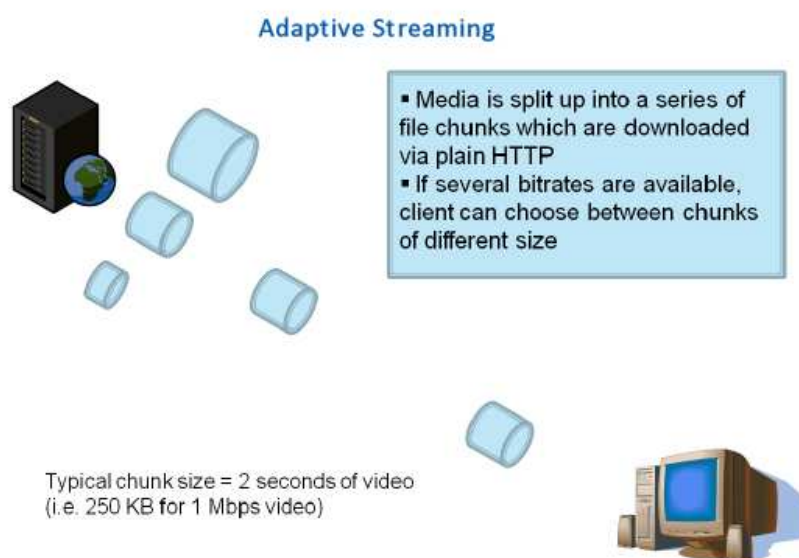 Adaptive Streaming
▪ Media is split up into a series of
file chunks which are downloaded
via plain HTTP
▪ If several bitrates are available,
client can choose between chunks
of different size
Typical chunk size = 2 seconds of video
(i.e. 250 KB for 1 Mbps video)